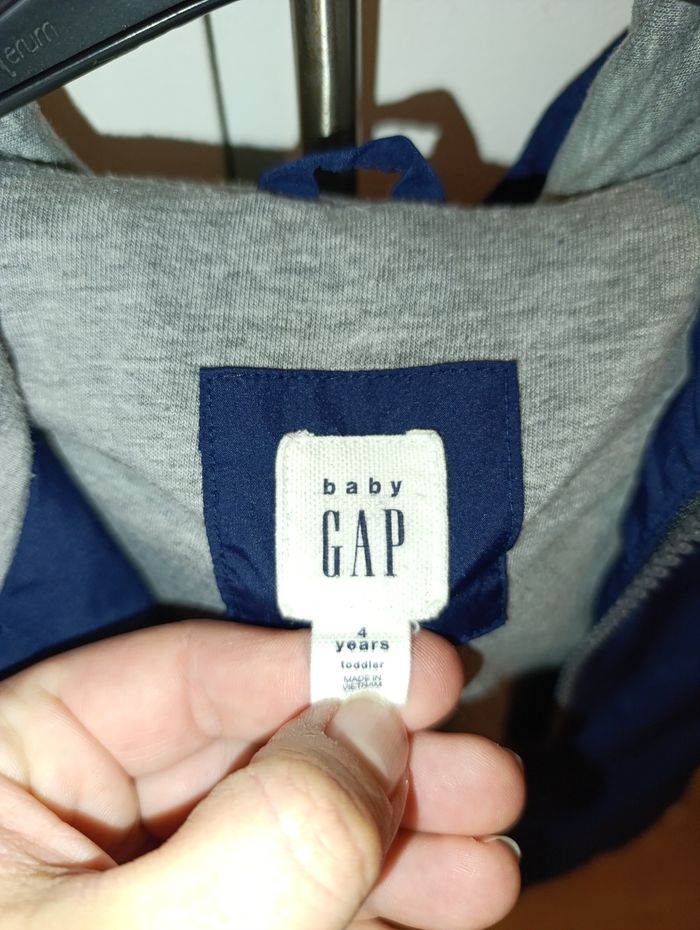 baby
GAP
4
years
toddler
MADE IN
VIETNAM